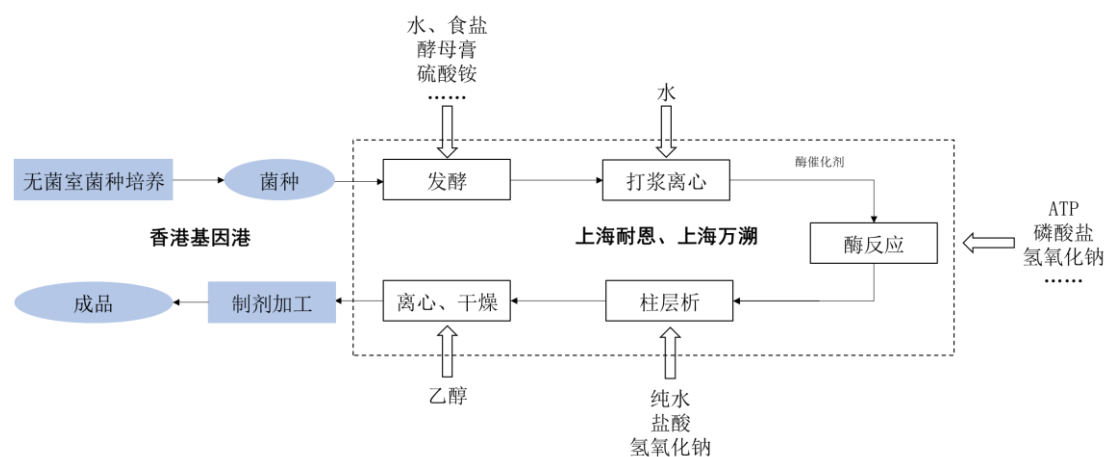 水、食盐
酵母膏
硫酸铵
……
水
无菌室菌种培养
菌种
发酵
打浆离心
酶催化剂
香港基因港
上海耐恩、上海万溯
酶反应
ATP
磷酸盐
氢氧化钠
……
成品
制剂加工
离心、干燥
柱层析
乙醇
纯水
盐酸
氢氧化钠